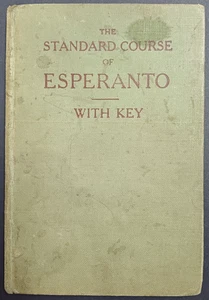 THE
STANDARD COURSE
OF
ESPERANTO
WITH KEY